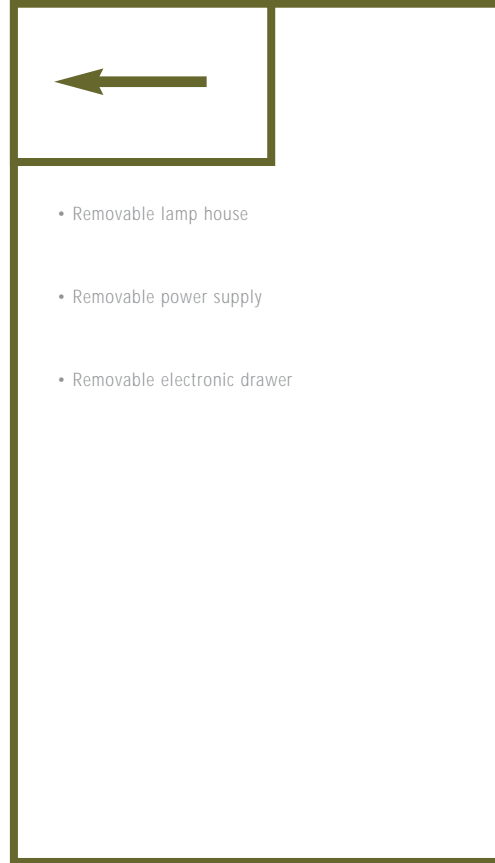 • Removable lamp house
• Removable power supply
• Removable electronic drawer